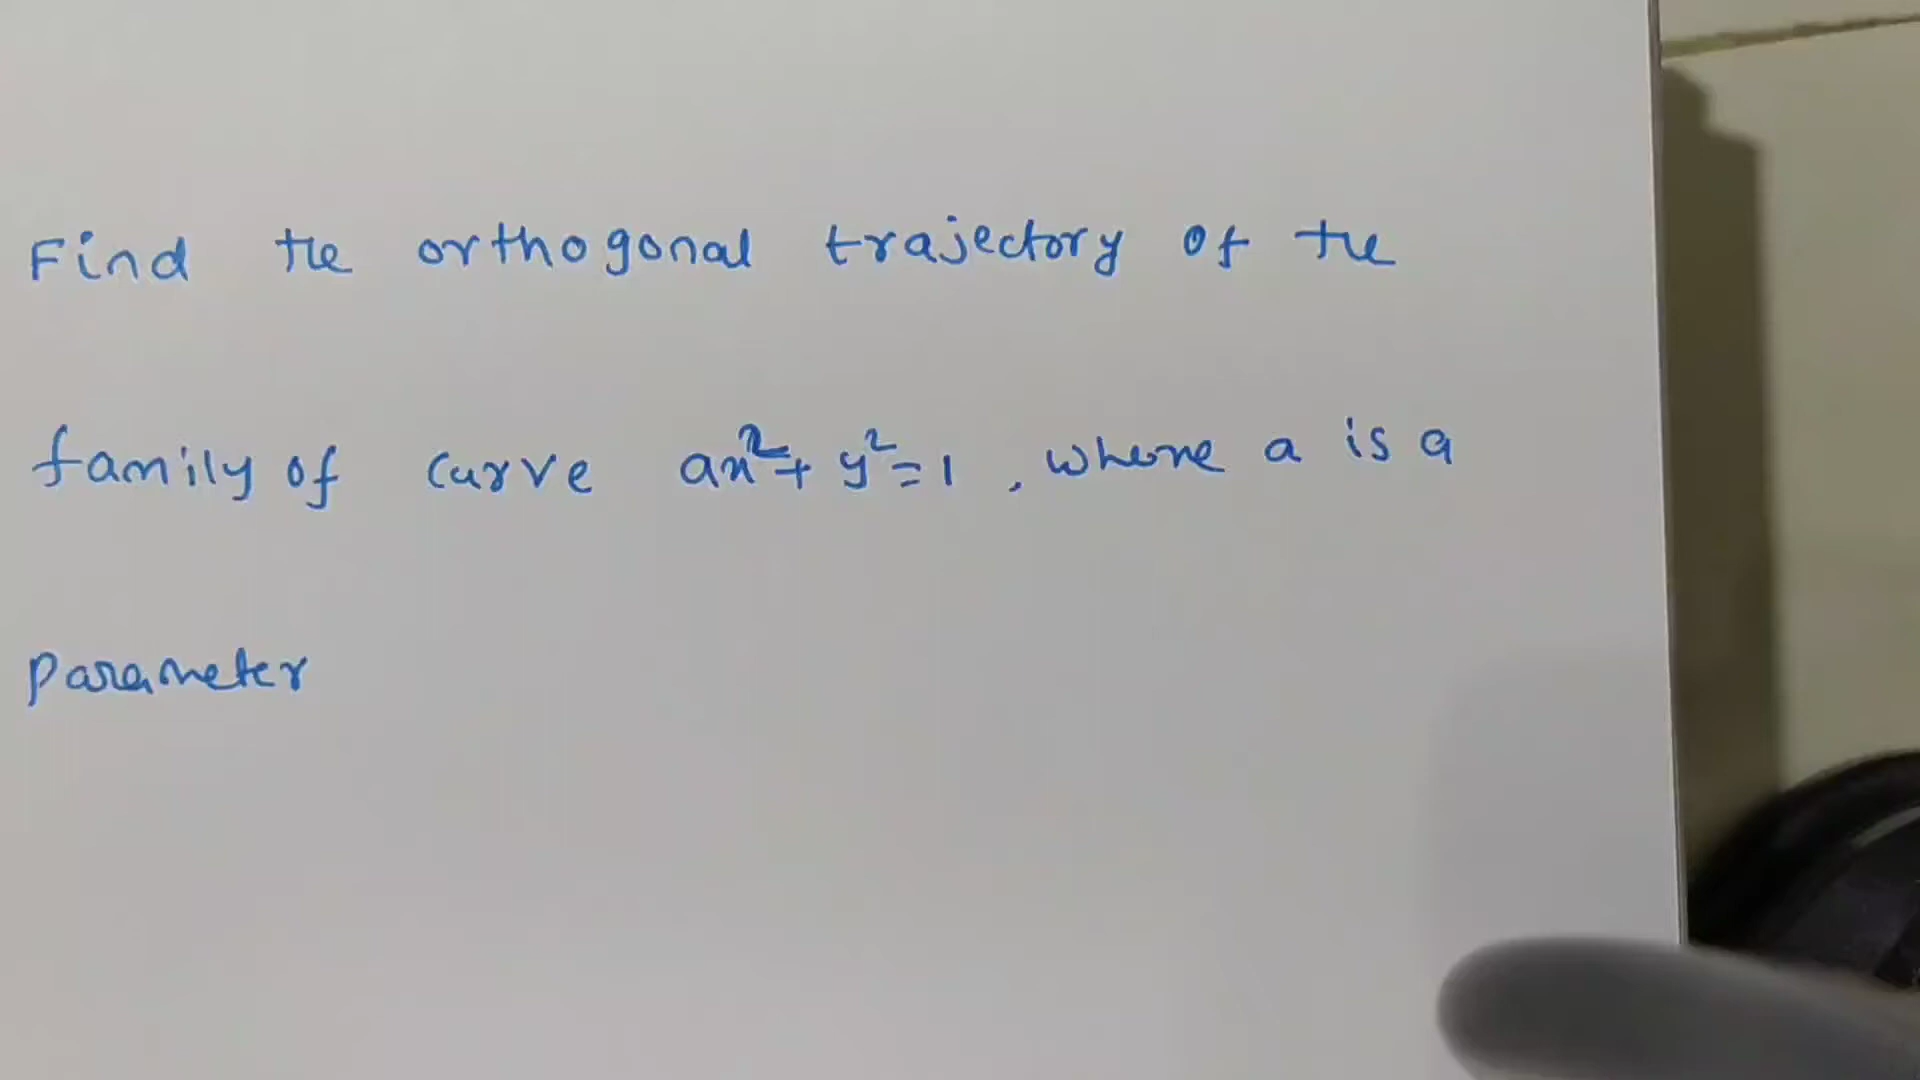 Find the orthogonal trajectory of the
family of curve ax²+ y²=1 , where a is a
parameter